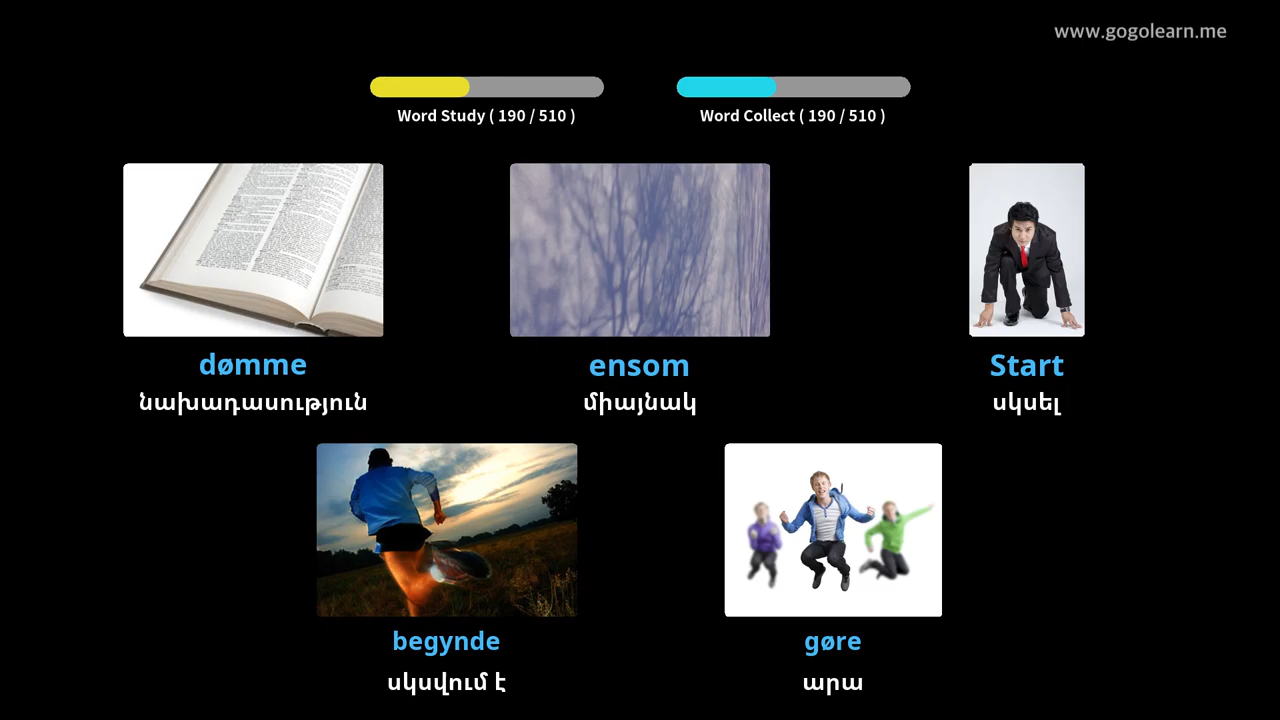 www.gogolearn.me
Word Study ( 190 / 510 )
Word Collect ( 190 / 510 )
dømme
նախադասություն
ensom
միայնակ
Start
սկսել
begynde
սկսվում է
gøre
արա